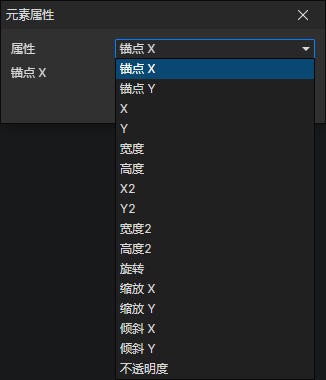 元素属性
属性 锚点 X
锚点 X
锚点 X
锚点 Y
X
Y
宽度
高度
X2
Y2
宽度2
高度2
旋转
缩放 X
缩放 Y
倾斜 X
倾斜 Y
不透明度